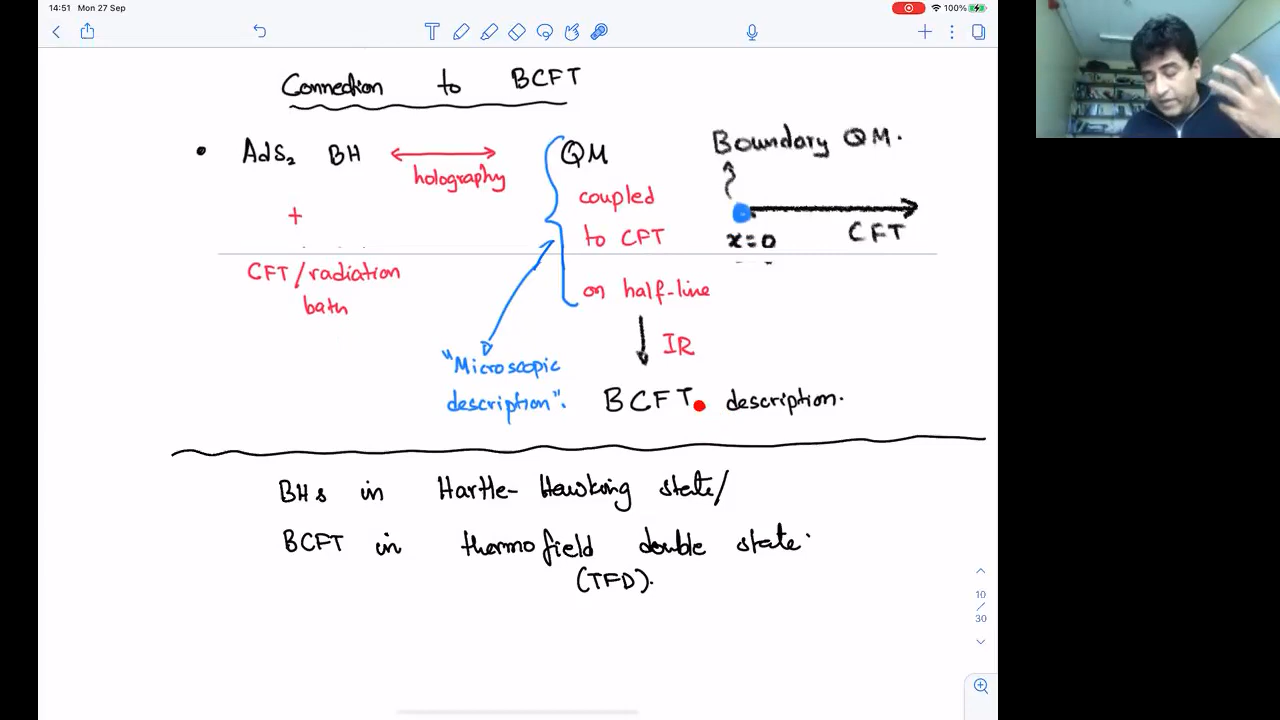 14:51 Mon 27 Sep
100%
Connection to BCFT
• AdS₂ BH ⟷ QM
holography
+
CFT/radiation
bath
coupled
to CFT
on half-line
Boundary QM.
x=0
CFT
IR
"Microscopic
description".
BCFT description.
BHs in Hartle-Hawking state/
BCFT in thermofield double state.
(TFD).
10
/
30